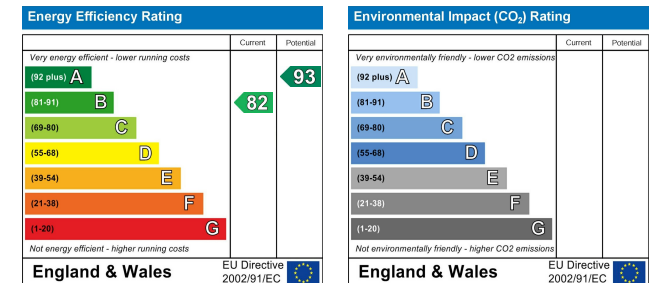 Energy Efficiency Rating
Current Potential
Very energy efficient - lower running costs
(92 plus) A
93
(81-91) B
82
(69-80) C
(55-68) D
(39-54) E
(21-38) F
(1-20) G
Not energy efficient - higher running costs
England & Wales
EU Directive
2002/91/EC
Environmental Impact (CO₂) Rating
Current Potential
Very environmentally friendly - lower CO2 emissions
(92 plus) A
(81-91) B
(69-80) C
(55-68) D
(39-54) E
(21-38) F
(1-20) G
Not environmentally friendly - higher CO2 emissions
England & Wales
EU Directive
2002/91/EC